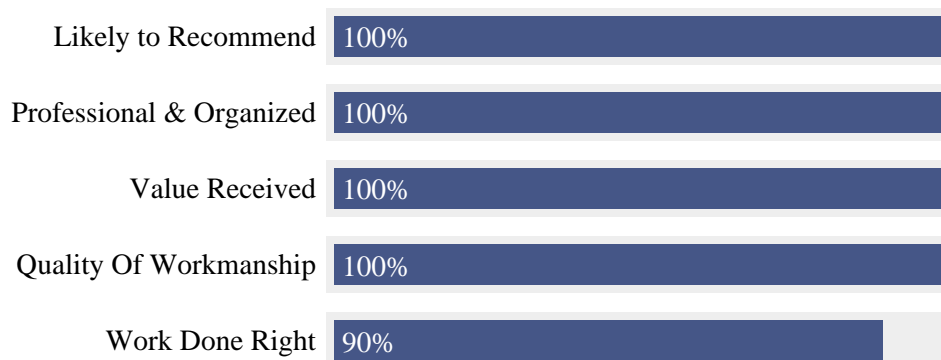 Likely to Recommend 100%
Professional & Organized 100%
Value Received 100%
Quality Of Workmanship 100%
Work Done Right 90%